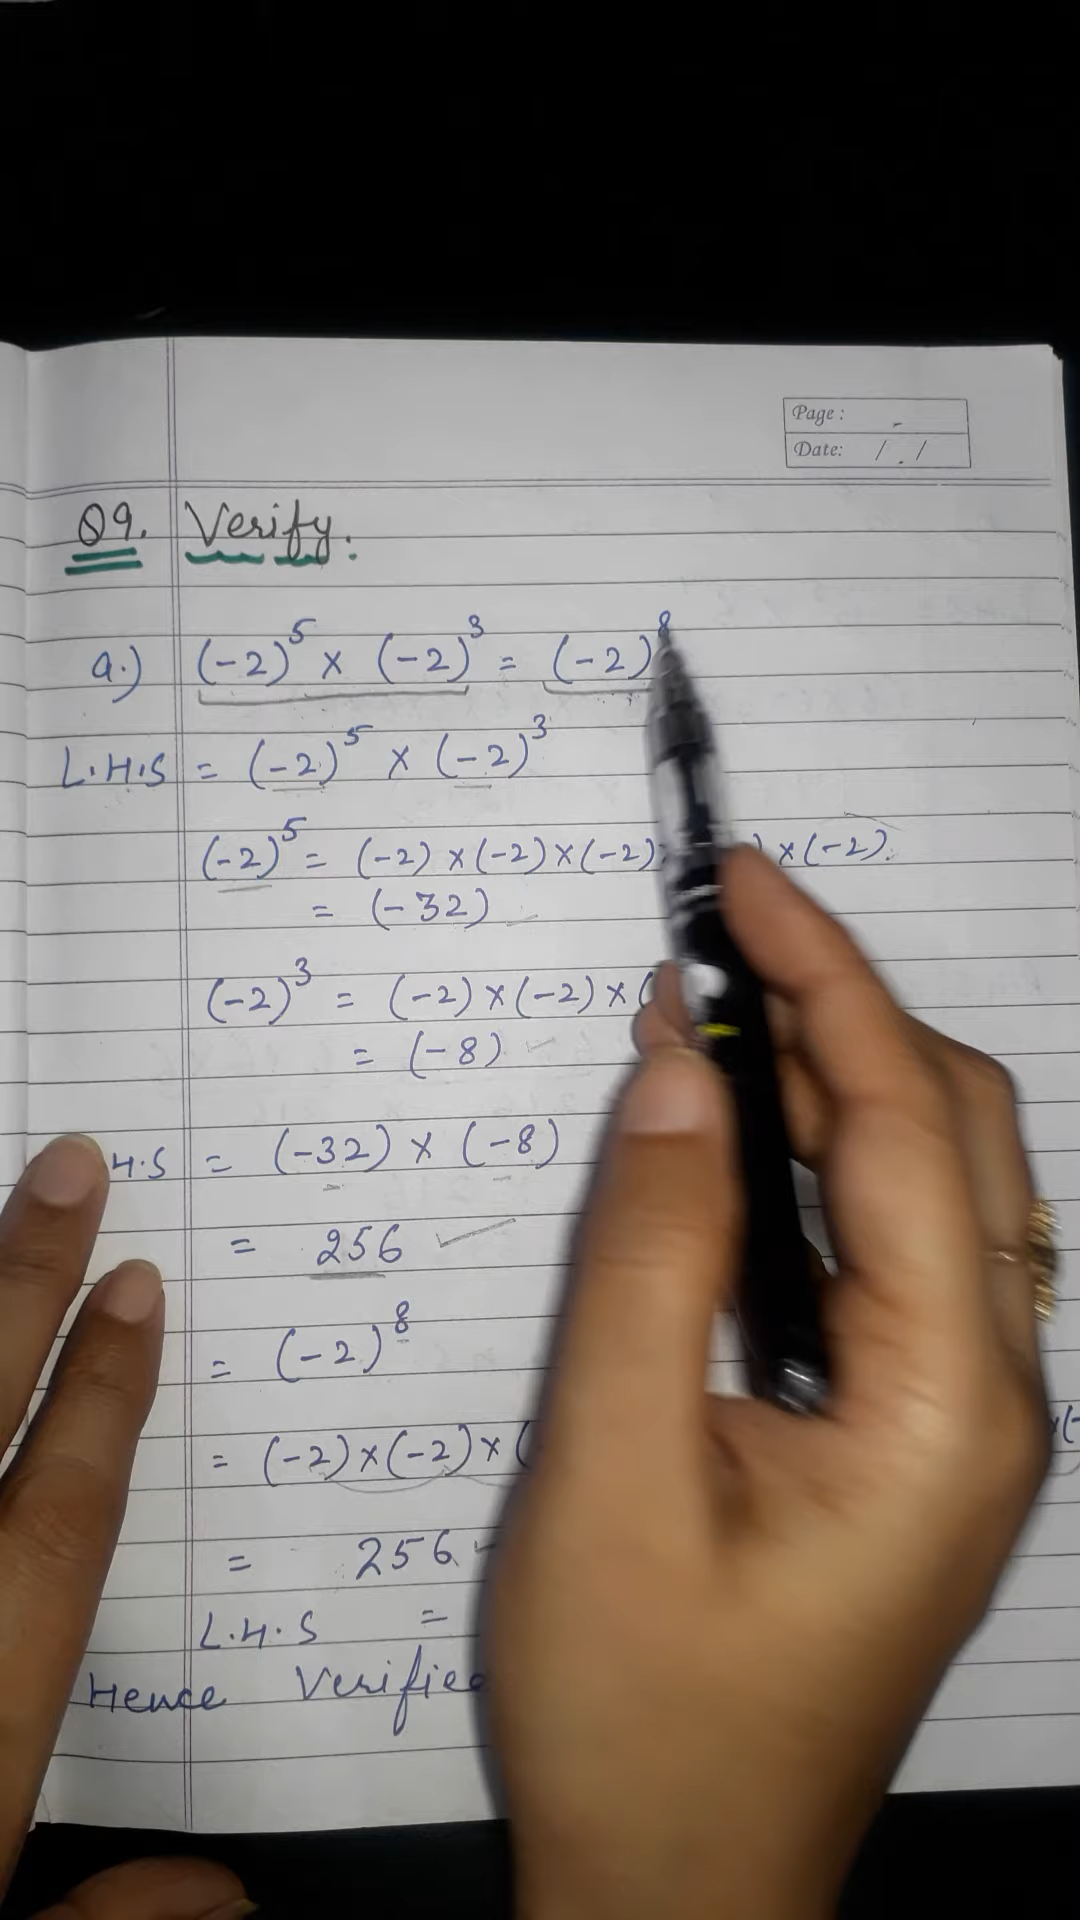 Page :
Date: / . /
Q9. Verify.
a.) (-2)^5 × (-2)^3 = (-2)^8
L.H.S = (-2)^5 × (-2)^3
(-2)^5 = (-2) × (-2) × (-2) × (-2).
= (-32)
(-2)^3 = (-2) × (-2) × (
= (-8)
H.S = (-32) × (-8)
= 256
= (-2)^8
= (-2) × (-2) × (
= 256
L.H.S =
Hence Verified